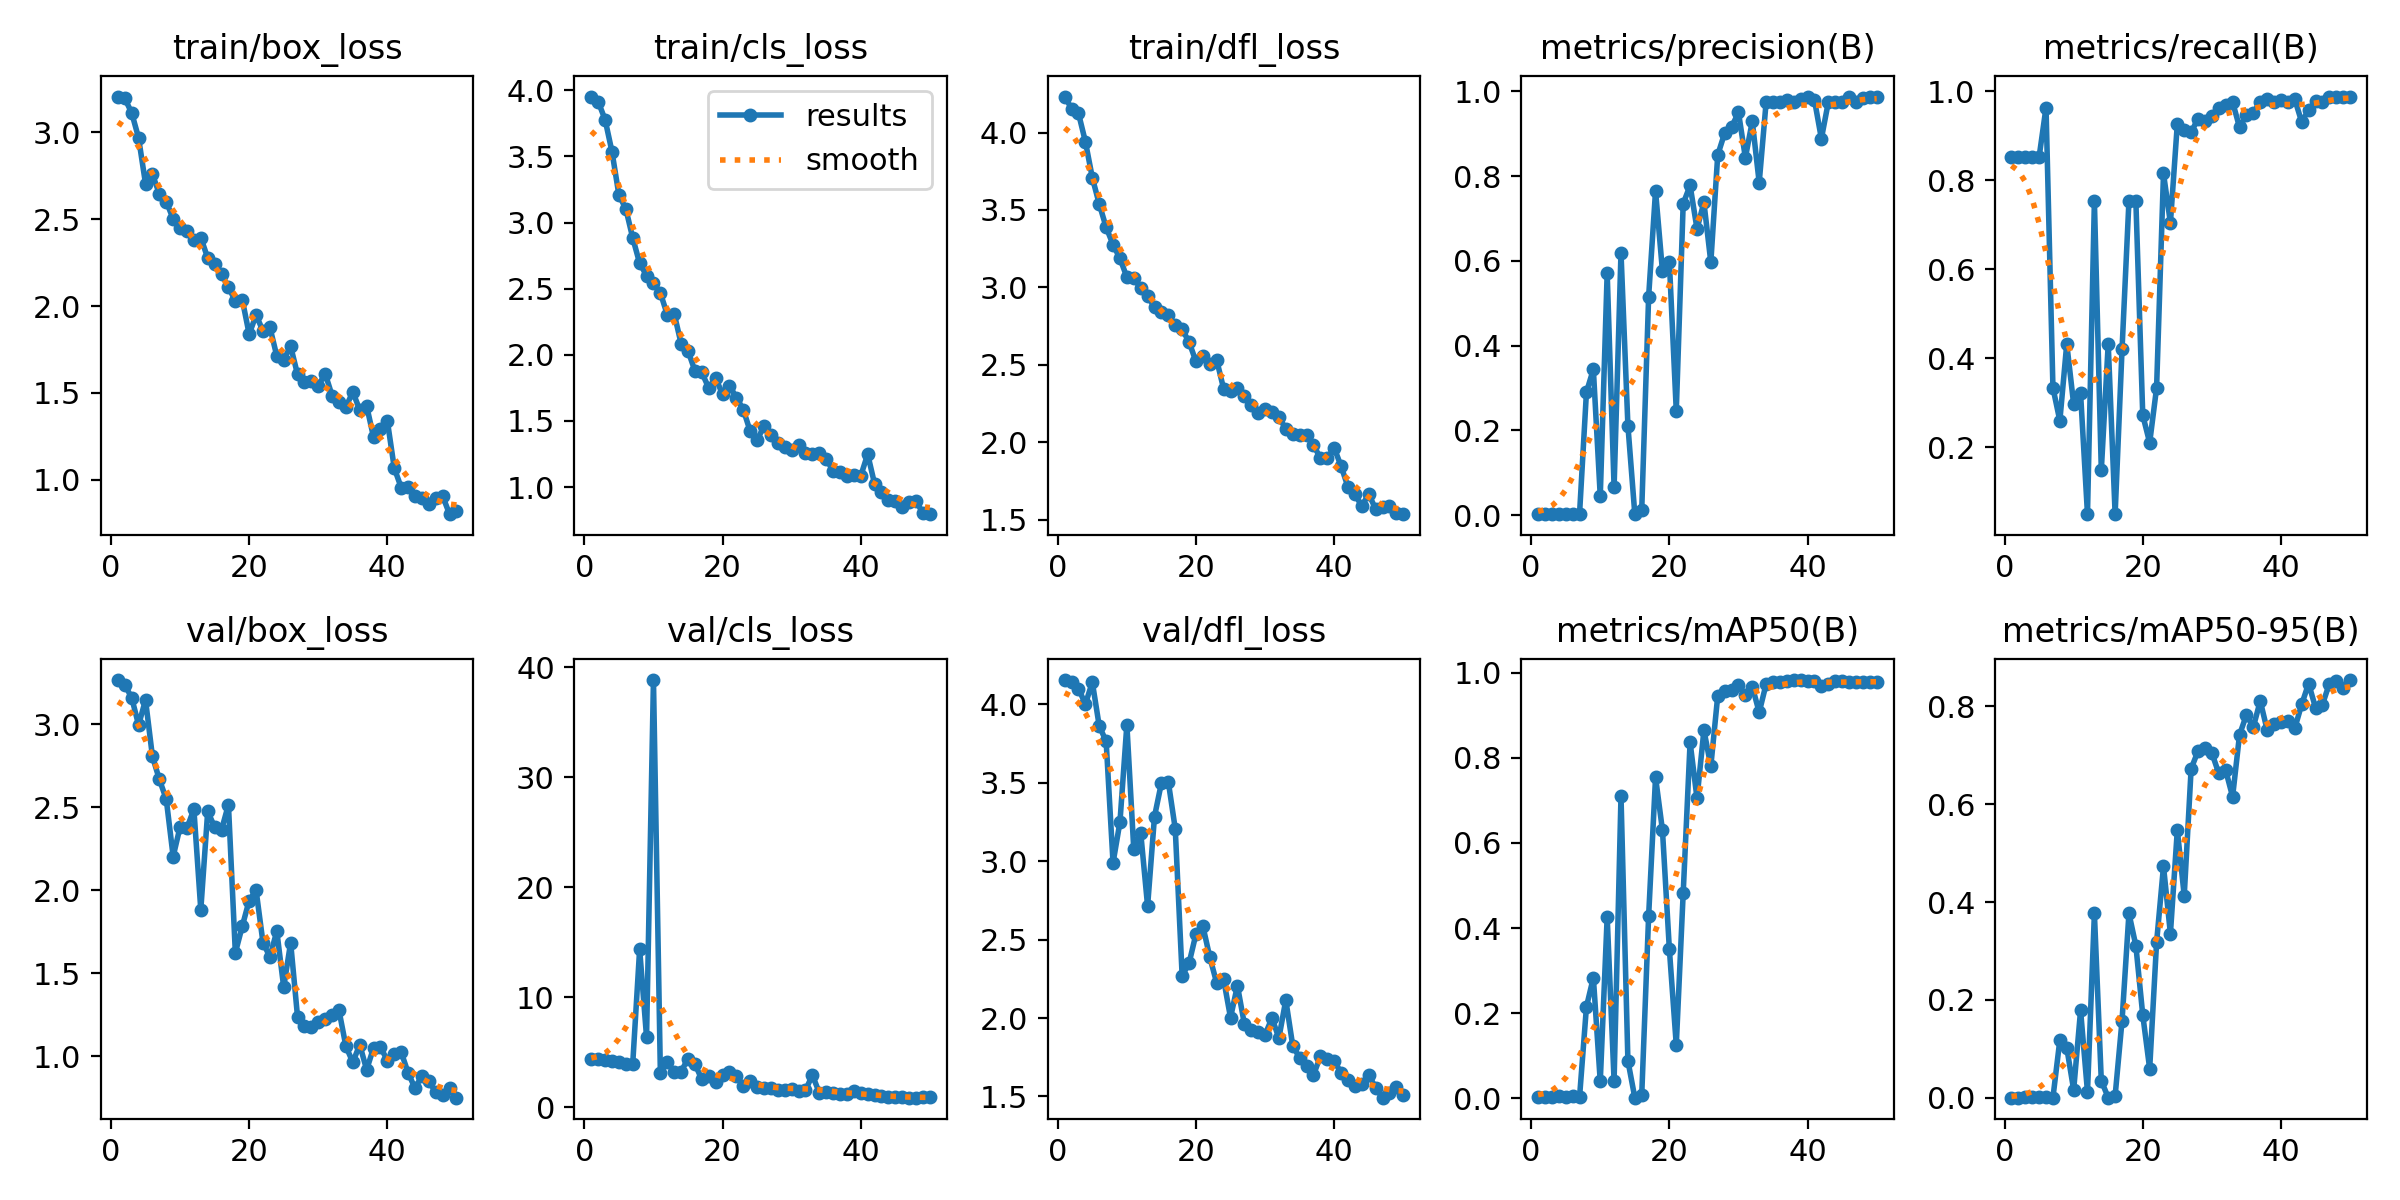 train/box_loss
3.0
2.5
2.0
1.5
1.0
0 20 40
train/cls_loss
results
smooth
4.0
3.5
3.0
2.5
2.0
1.5
1.0
0 20 40
train/dfl_loss
4.0
3.5
3.0
2.5
2.0
1.5
0 20 40
metrics/precision(B)
1.0
0.8
0.6
0.4
0.2
0.0
0 20 40
metrics/recall(B)
1.0
0.8
0.6
0.4
0.2
0 20 40
val/box_loss
3.0
2.5
2.0
1.5
1.0
0 20 40
val/cls_loss
40
30
20
10
0
0 20 40
val/dfl_loss
4.0
3.5
3.0
2.5
2.0
1.5
0 20 40
metrics/mAP50(B)
1.0
0.8
0.6
0.4
0.2
0.0
0 20 40
metrics/mAP50-95(B)
0.8
0.6
0.4
0.2
0.0
0 20 40